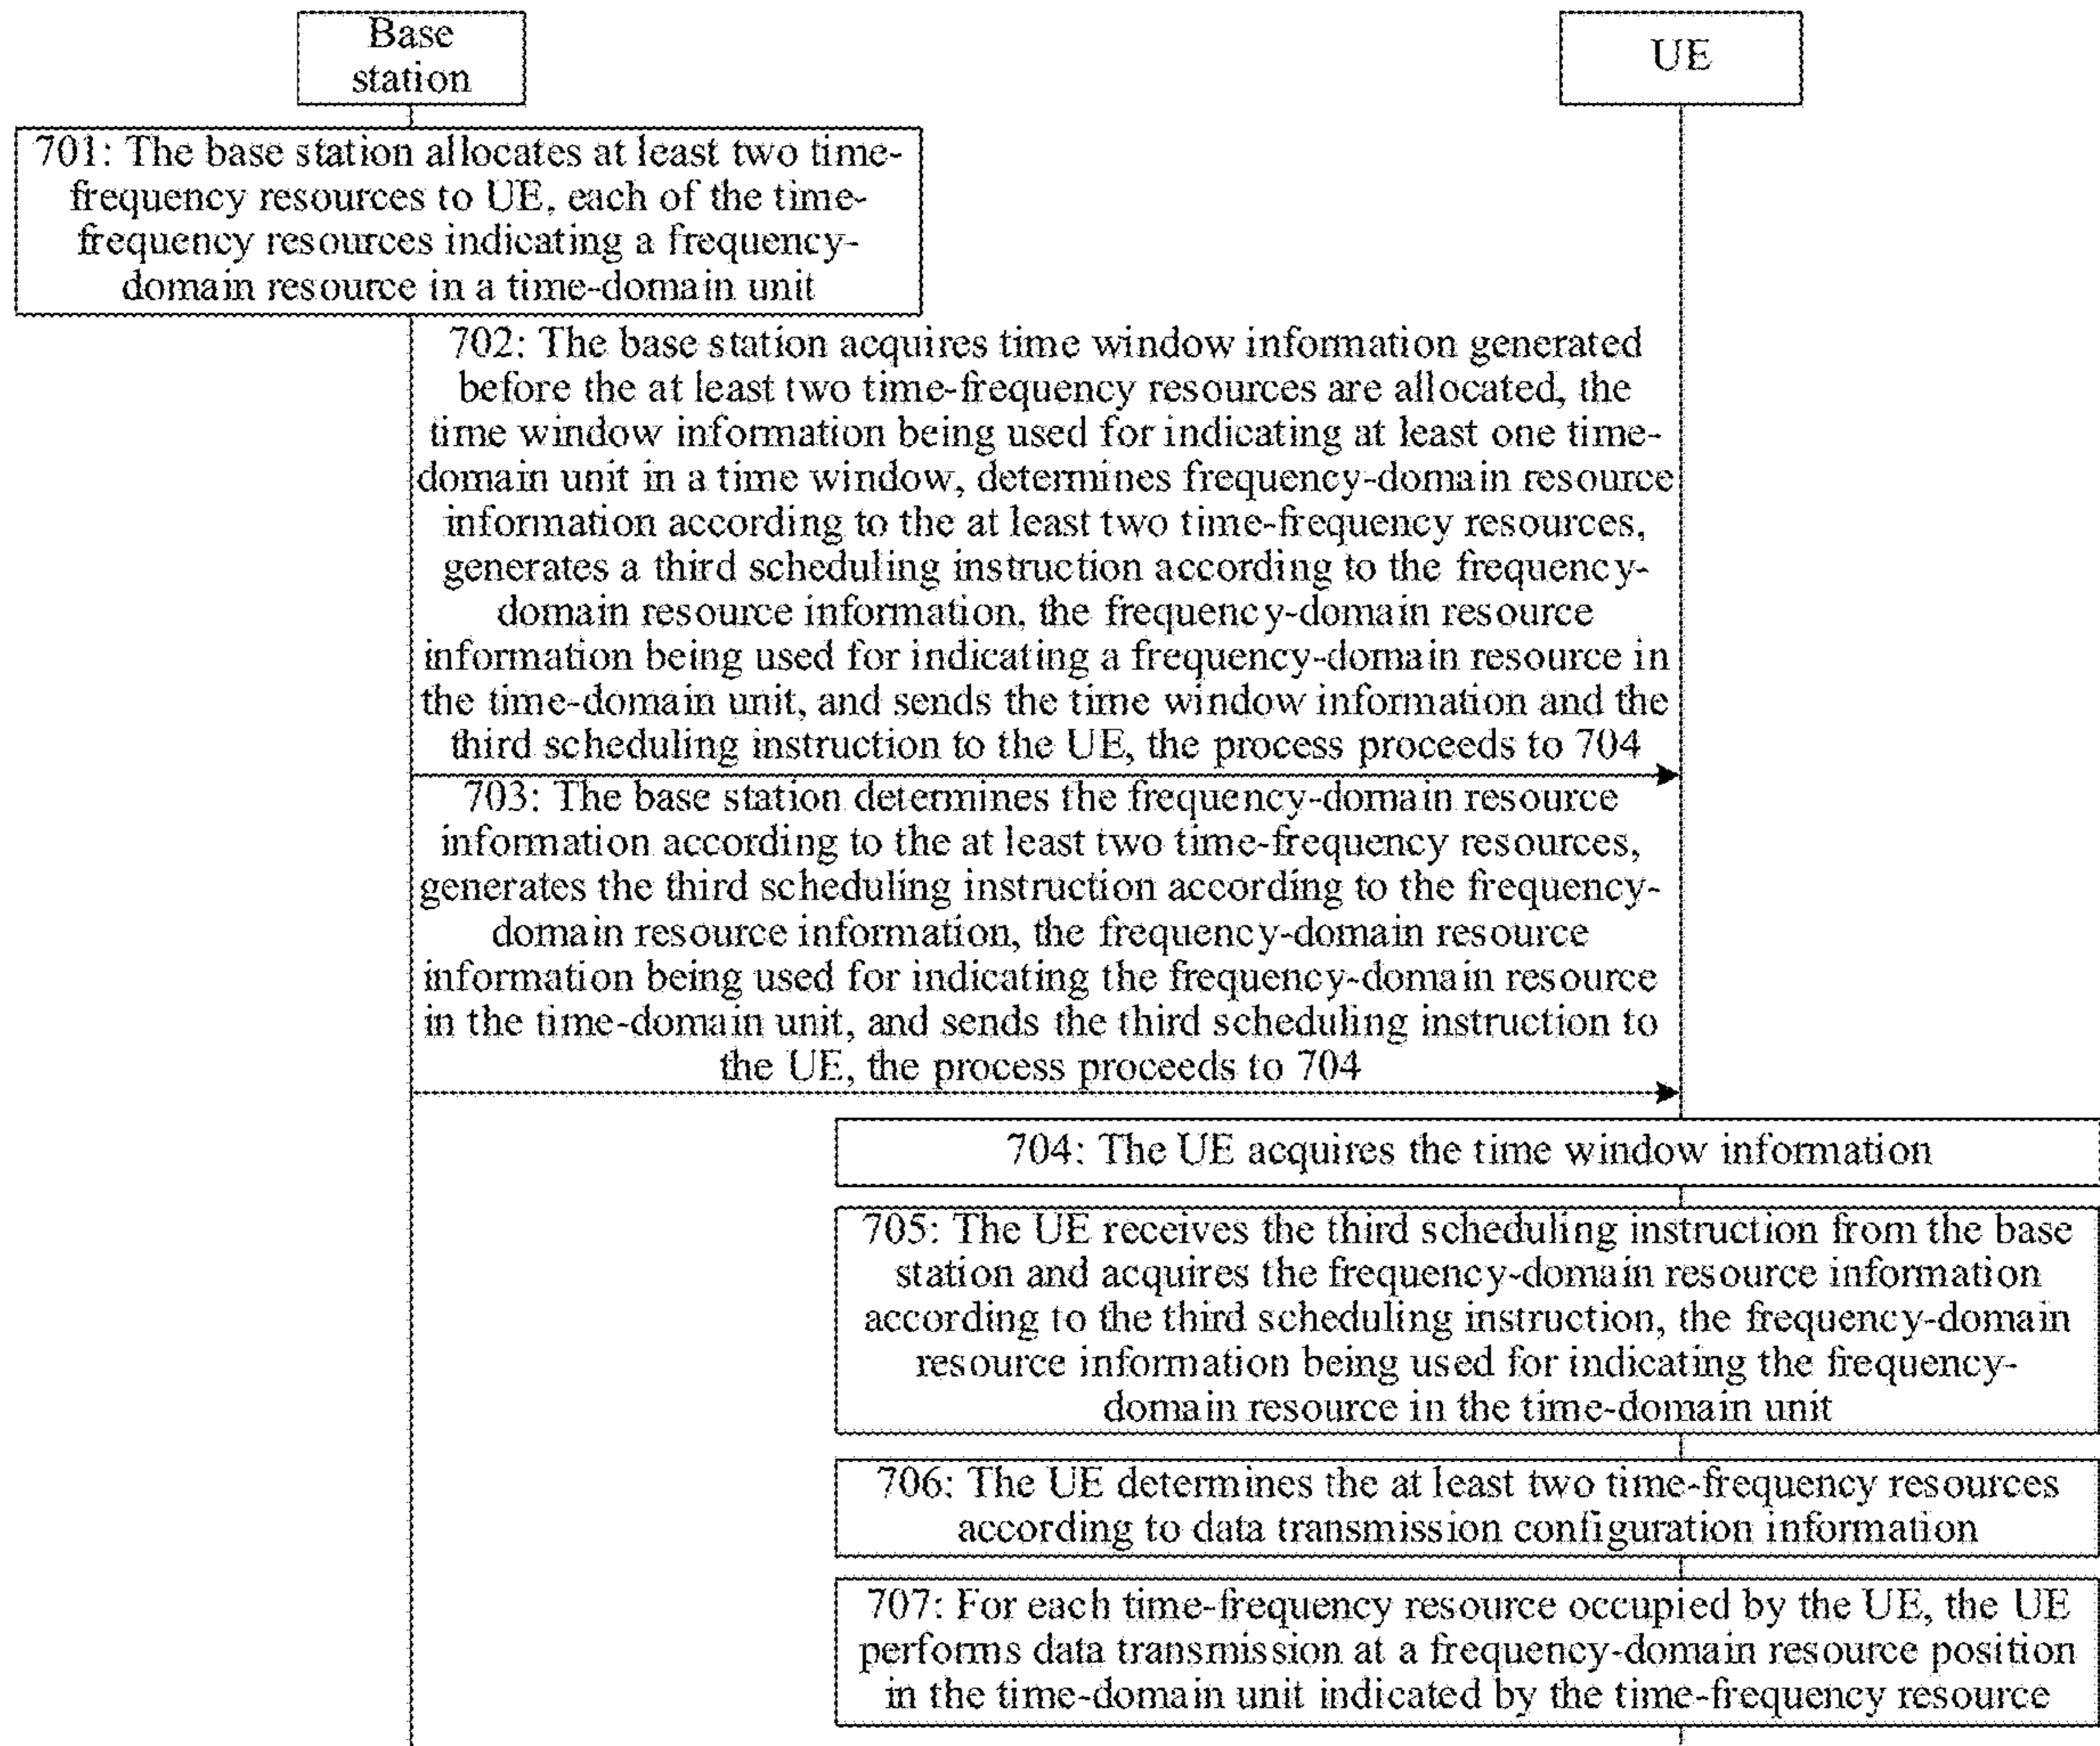 Base
station
UE
701: The base station allocates at least two time-
frequency resources to UE, each of the time-
frequency resources indicating a frequency-
domain resource in a time-domain unit
702: The base station acquires time window information generated
before the at least two time-frequency resources are allocated, the
time window information being used for indicating at least one time-
domain unit in a time window, determines frequency-domain resource
information according to the at least two time-frequency resources,
generates a third scheduling instruction according to the frequency-
domain resource information, the frequency-domain resource
information being used for indicating a frequency-domain resource in
the time-domain unit, and sends the time window information and the
third scheduling instruction to the UE, the process proceeds to 704
703: The base station determines the frequency-domain resource
information according to the at least two time-frequency resources,
generates the third scheduling instruction according to the frequency-
domain resource information, the frequency-domain resource
information being used for indicating the frequency-domain resource
in the time-domain unit, and sends the third scheduling instruction to
the UE, the process proceeds to 704
704: The UE acquires the time window information
705: The UE receives the third scheduling instruction from the base
station and acquires the frequency-domain resource information
according to the third scheduling instruction, the frequency-domain
resource information being used for indicating the frequency-
domain resource in the time-domain unit
706: The UE determines the at least two time-frequency resources
according to data transmission configuration information
707: For each time-frequency resource occupied by the UE, the UE
performs data transmission at a frequency-domain resource position
in the time-domain unit indicated by the time-frequency resource